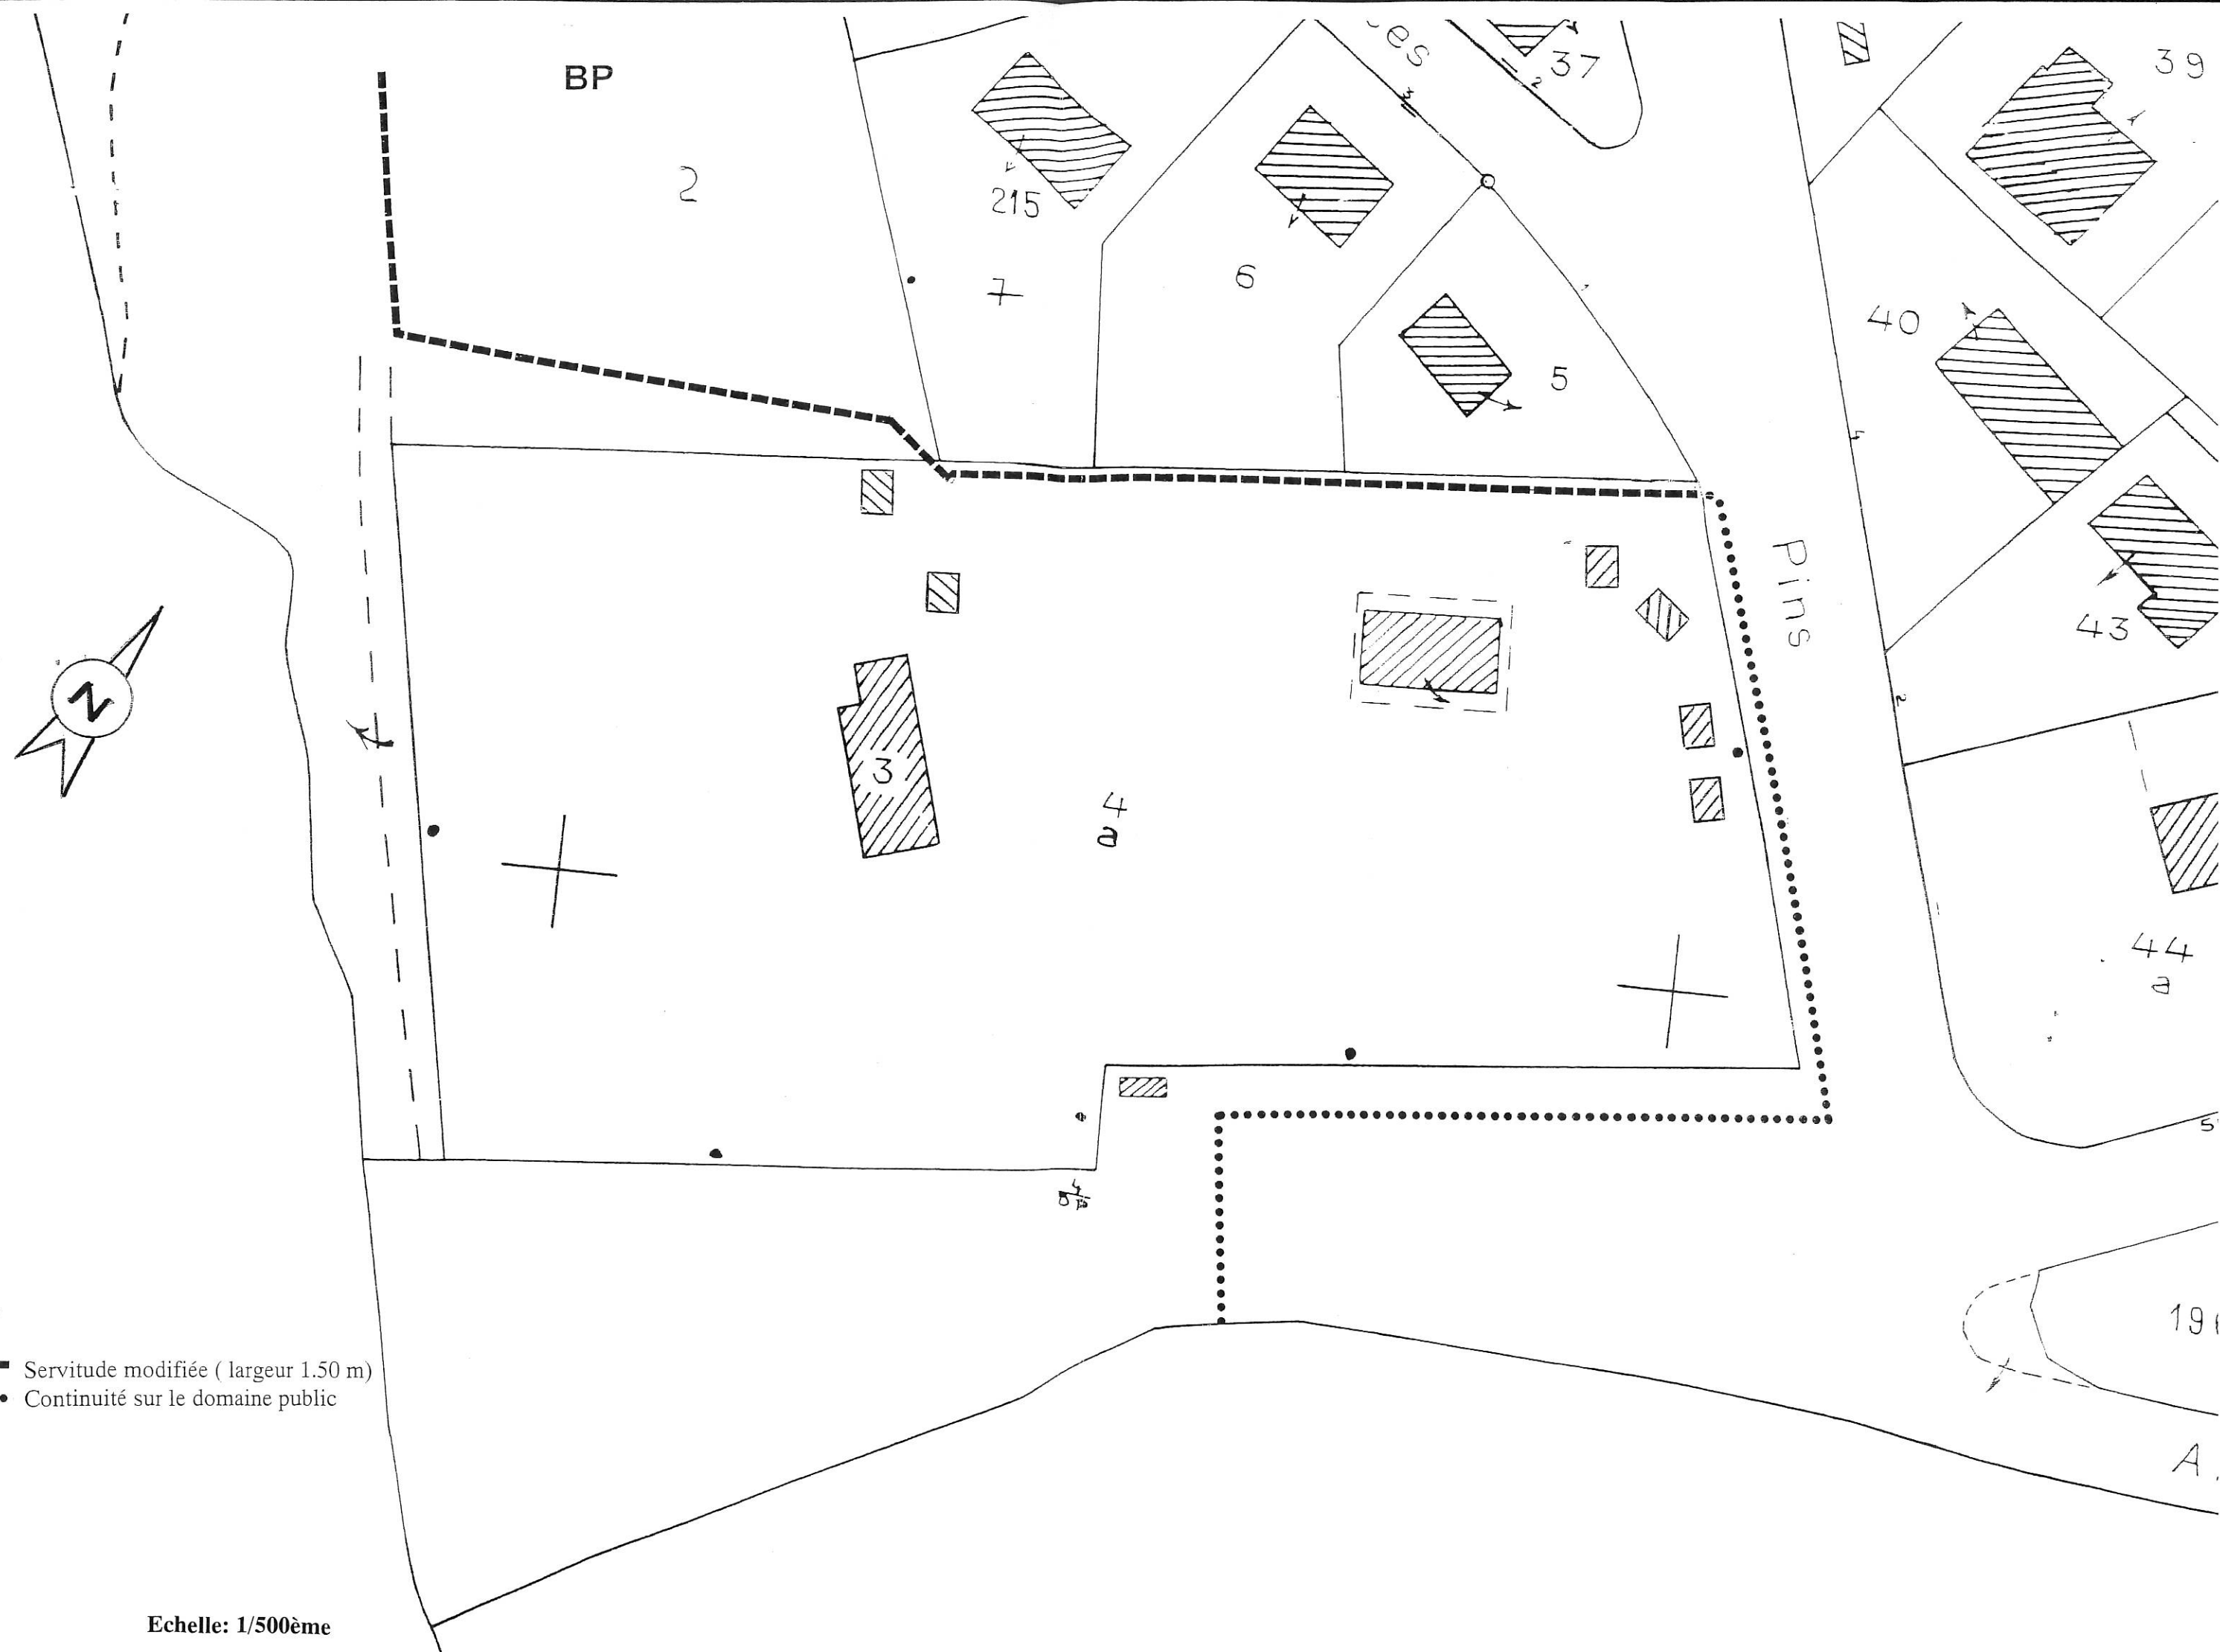 BP
2
215
7
6
5
37
39
40
43
Pins
N
3
4
a
44
a
Servitude modifiée ( largeur 1.50 m)
• Continuité sur le domaine public
Echelle: 1/500ème